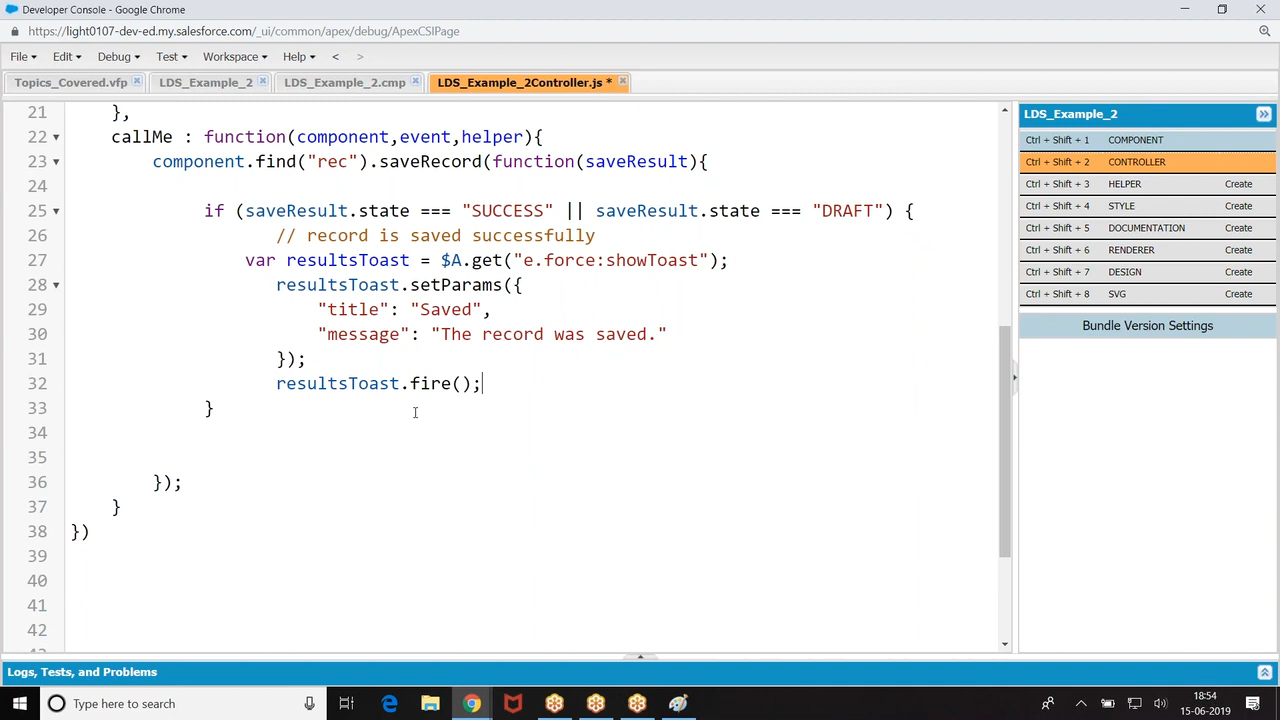 Developer Console - Google Chrome
https://light0107-dev-ed.my.salesforce.com/_ui/common/apex/debug/ApexCSIPage
File Edit Debug Test Workspace Help < >
Topics_Covered.vfp LDS_Example_2 LDS_Example_2.cmp LDS_Example_2Controller.js *
21 },
22 callMe : function(component,event,helper){
23 component.find("rec").saveRecord(function(saveResult){
24
25 if (saveResult.state === "SUCCESS" || saveResult.state === "DRAFT") {
26 // record is saved successfully
27 var resultsToast = $A.get("e.force:showToast");
28 resultsToast.setParams({
29 "title": "Saved",
30 "message": "The record was saved."
31 });
32 resultsToast.fire();
33 }
34
35
36 });
37 }
38 })
39
40
41
42
LDS_Example_2
Ctrl + Shift + 1 COMPONENT
Ctrl + Shift + 2 CONTROLLER
Ctrl + Shift + 3 HELPER Create
Ctrl + Shift + 4 STYLE Create
Ctrl + Shift + 5 DOCUMENTATION Create
Ctrl + Shift + 6 RENDERER Create
Ctrl + Shift + 7 DESIGN Create
Ctrl + Shift + 8 SVG Create
Bundle Version Settings
Logs, Tests, and Problems
Type here to search
18:54
15-06-2019